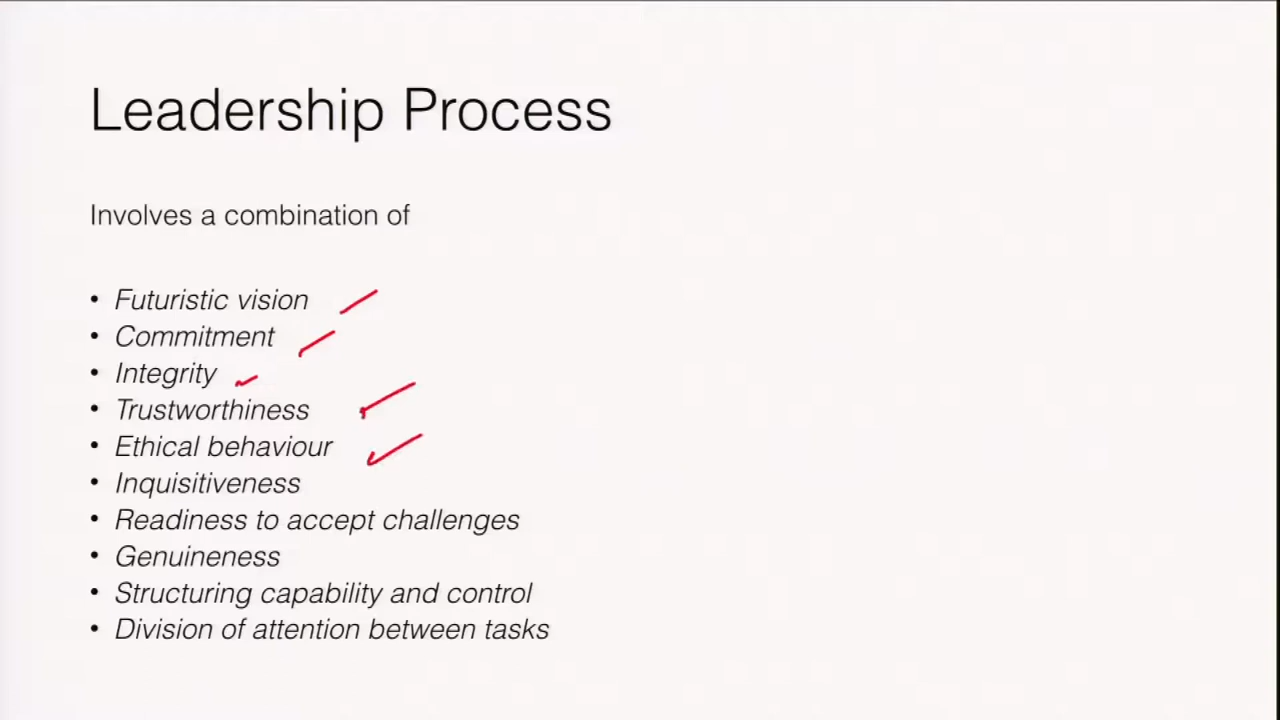 Leadership Process
Involves a combination of
• Futuristic vision
• Commitment
• Integrity
• Trustworthiness
• Ethical behaviour
• Inquisitiveness
• Readiness to accept challenges
• Genuineness
• Structuring capability and control
• Division of attention between tasks